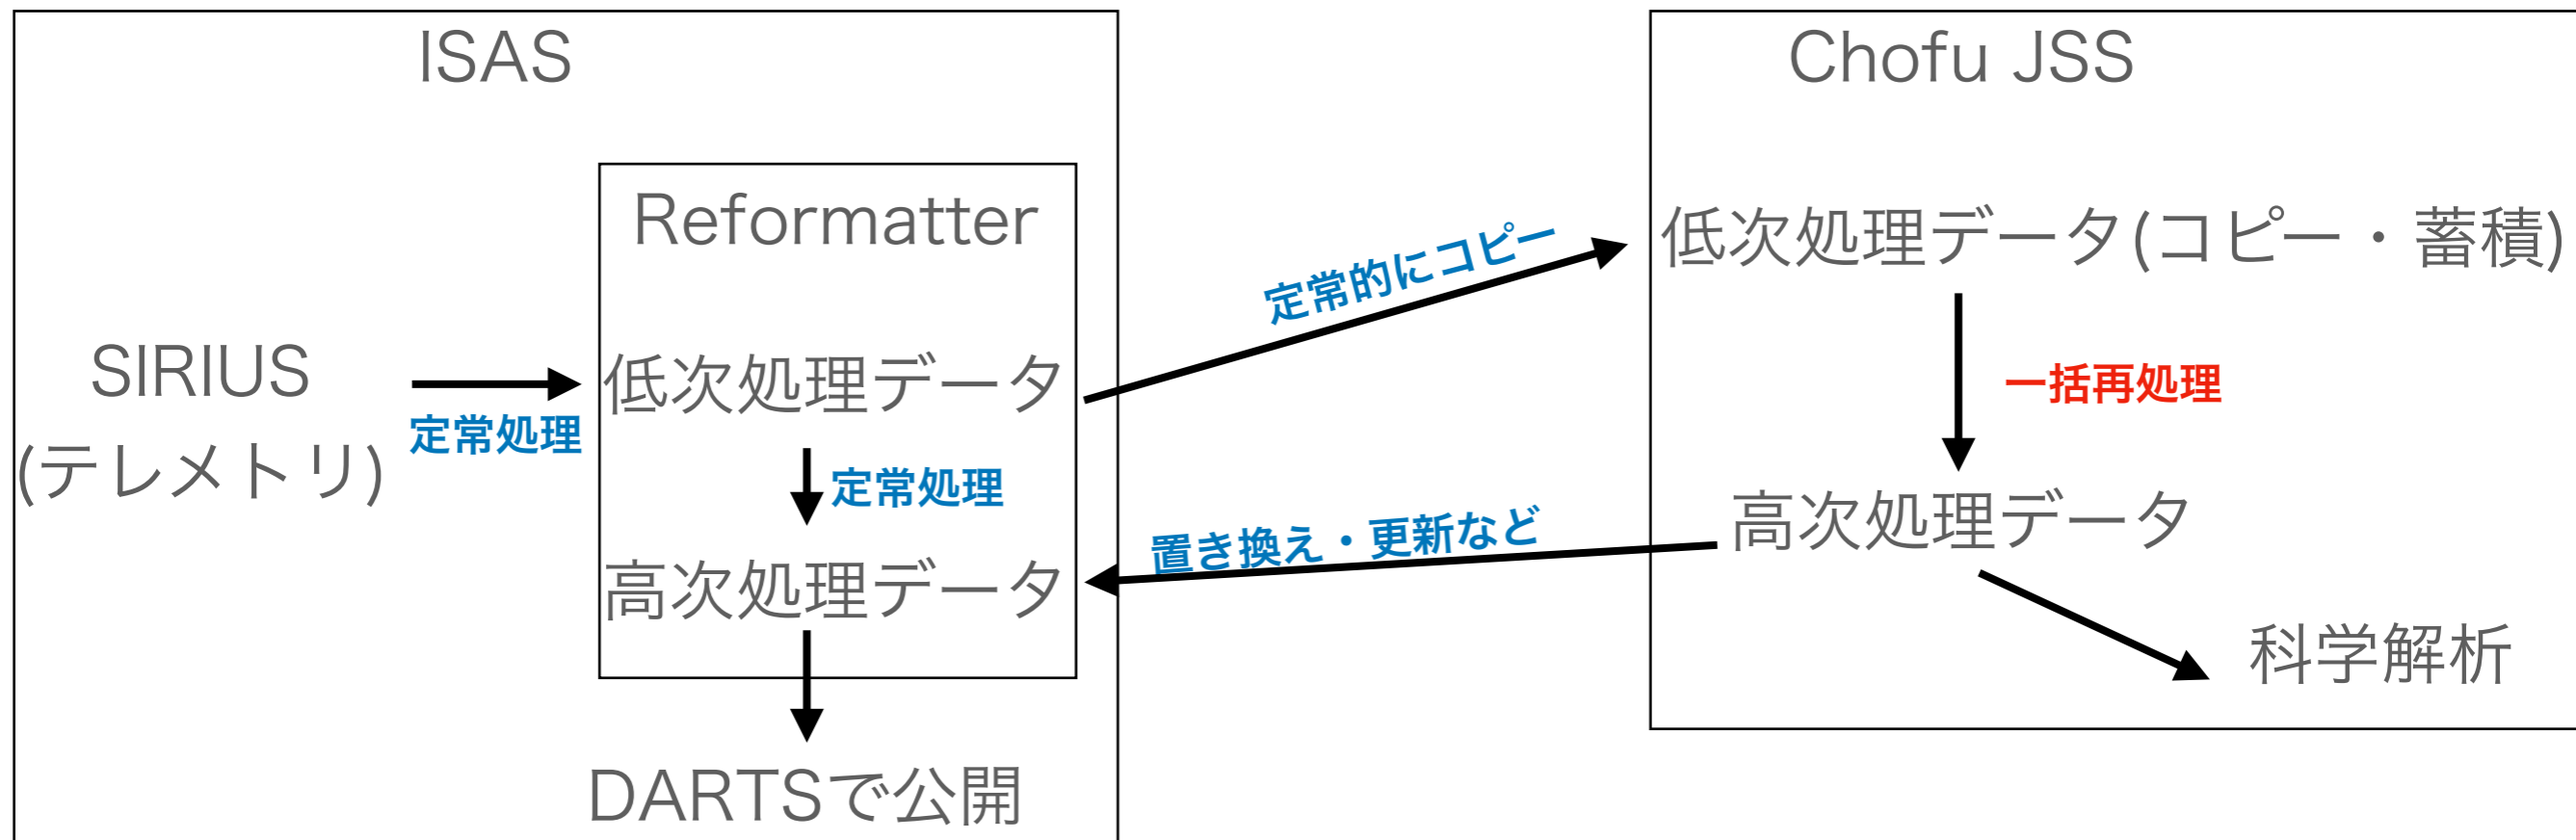 ISAS
Reformatter
SIRIUS
(テレメトリ)
定常処理
低次処理データ
定常処理
高次処理データ
DARTSで公開
定常的にコピー
置き換え・更新など
Chofu JSS
低次処理データ(コピー・蓄積)
一括再処理
高次処理データ
科学解析